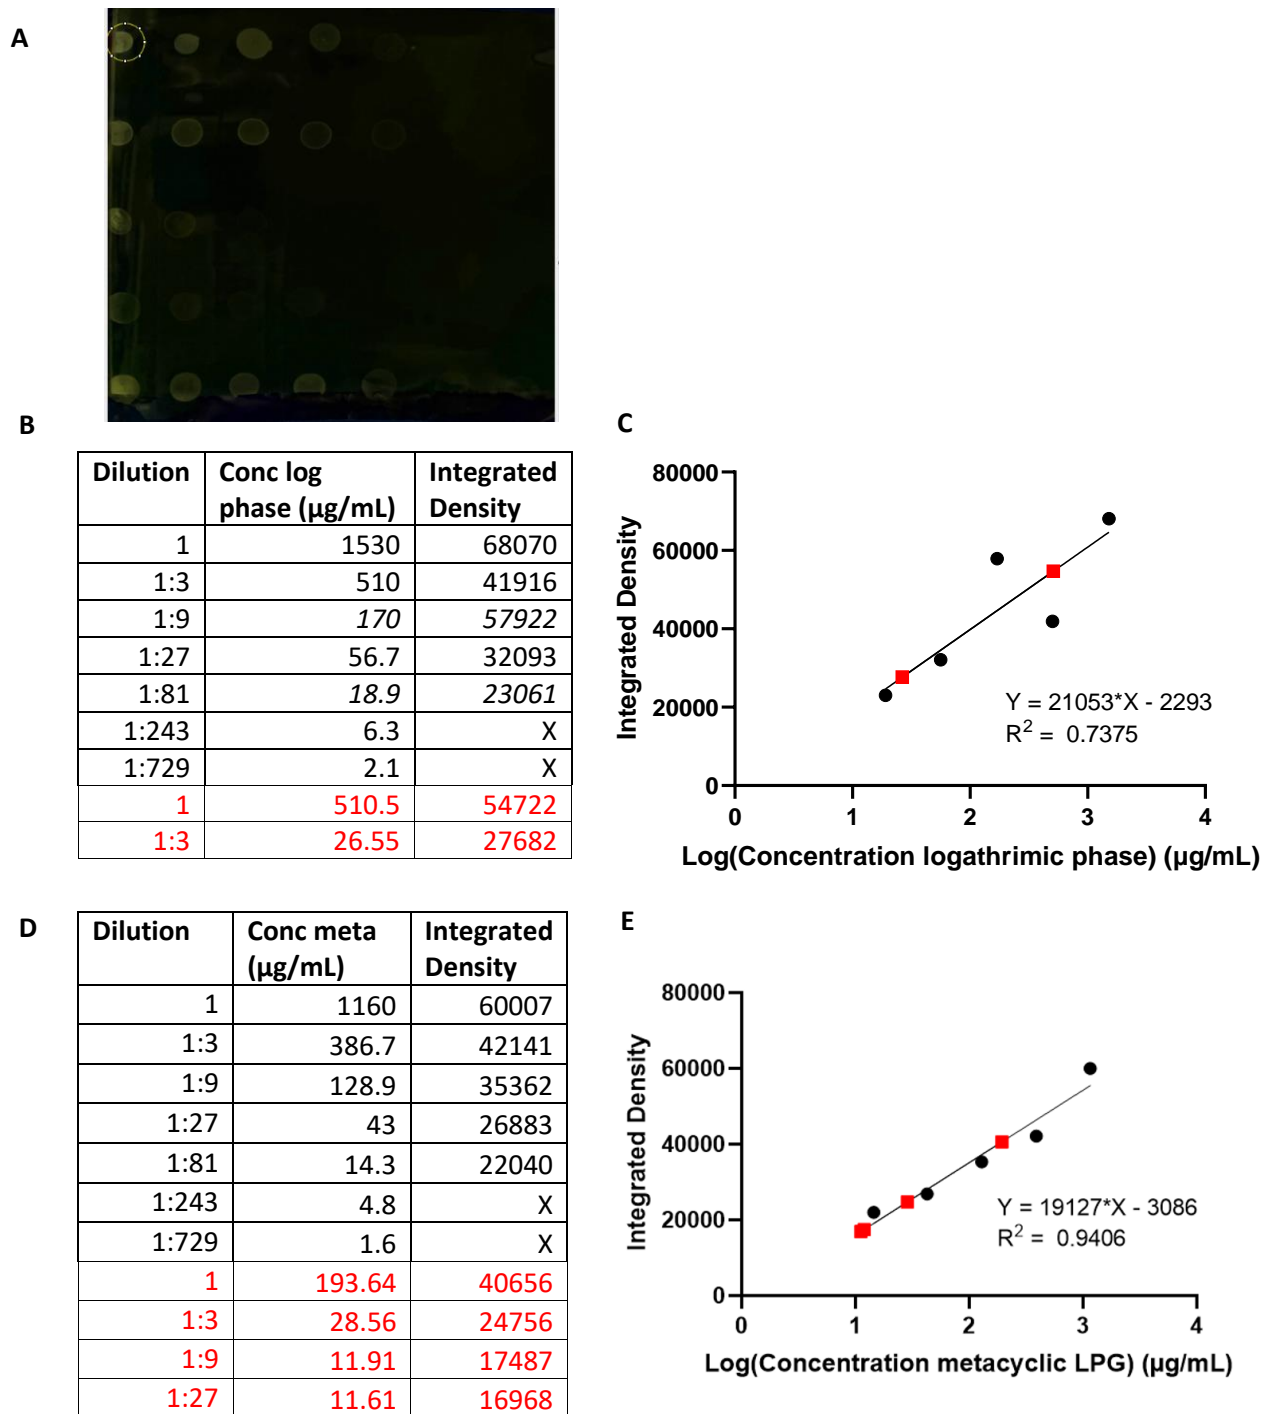 A
B
Dilution Conc log Integrated
phase (µg/mL) Density
1 1530 68070
1:3 510 41916
1:9 170 57922
1:27 56.7 32093
1:81 18.9 23061
1:243 6.3 X
1:729 2.1 X
1 510.5 54722
1:3 26.55 27682
C
80000
60000
40000
20000
0
Integrated Density
Y = 21053*X - 2293
R² = 0.7375
0 1 2 3 4
Log(Concentration logathrimic phase) (µg/mL)
D
Dilution Conc meta Integrated
(µg/mL) Density
1 1160 60007
1:3 386.7 42141
1:9 128.9 35362
1:27 43 26883
1:81 14.3 22040
1:243 4.8 X
1:729 1.6 X
1 193.64 40656
1:3 28.56 24756
1:9 11.91 17487
1:27 11.61 16968
E
80000
60000
40000
20000
0
Integrated Density
Y = 19127*X - 3086
R² = 0.9406
0 1 2 3 4
Log(Concentration metacyclic LPG) (µg/mL)